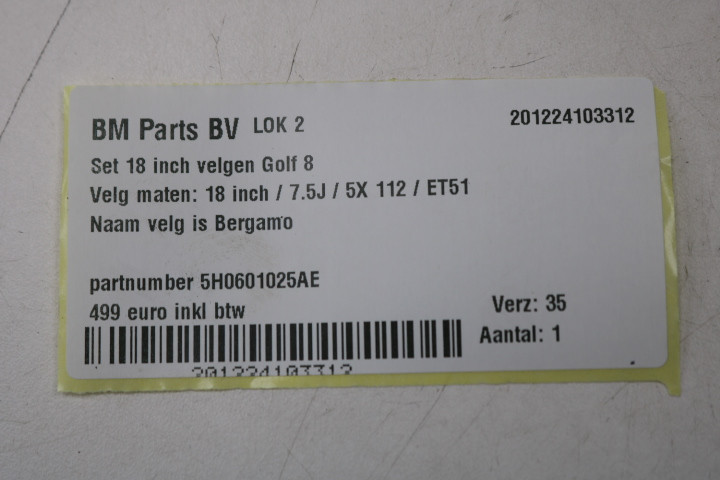 BM Parts BV LOK 2 201224103312
Set 18 inch velgen Golf 8
Velg maten: 18 inch / 7.5J / 5X 112 / ET51
Naam velg is Bergamo
partnumber 5H0601025AE
499 euro inkl btw
Verz: 35
Aantal: 1
201224103312